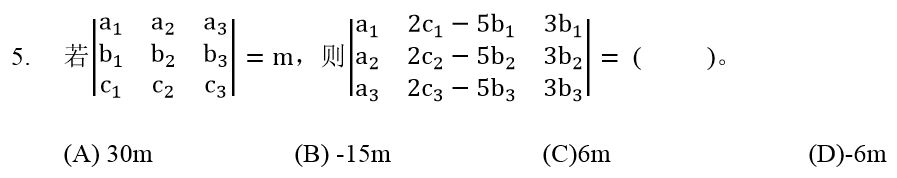 5. 若 |a₁ a₂ a₃| |a₁ 2c₁ − 5b₁ 3b₁|
|b₁ b₂ b₃| = m, 则 |a₂ 2c₂ − 5b₂ 3b₂| = ( )。
|c₁ c₂ c₃| |a₃ 2c₃ − 5b₃ 3b₃|
(A) 30m (B) -15m (C)6m (D)-6m